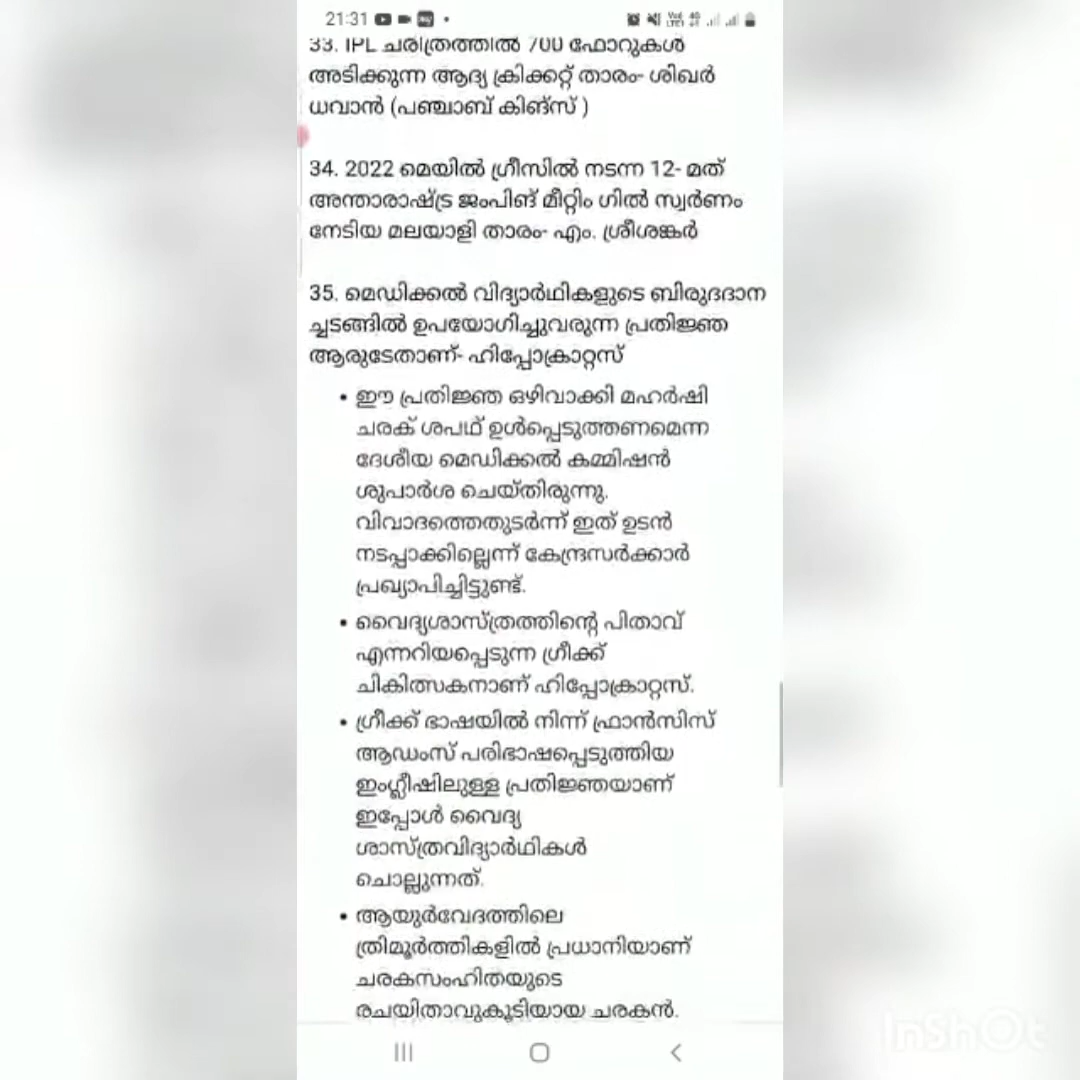 21:31
33. IPL ചരിത്രത്തിൽ 700 ഫോറുകൾ
അടിക്കുന്ന ആദ്യ ക്രിക്കറ്റ് താരം- ശിഖർ
ധവാൻ (പഞ്ചാബ് കിങ്സ് )
34. 2022 മെയിൽ ഗ്രീസിൽ നടന്ന 12- മത്
അന്താരാഷ്ട്ര ജംപിങ് മീറ്റിം ഗിൽ സ്വർണം
നേടിയ മലയാളി താരം- എം. ശ്രീശങ്കർ
35. മെഡിക്കൽ വിദ്യാർഥികളുടെ ബിരുദദാന
ച്ചടങ്ങിൽ ഉപയോഗിച്ചുവരുന്ന പ്രതിജ്ഞ
ആരുടേതാണ്- ഹിപ്പോക്രാറ്റസ്
• ഈ പ്രതിജ്ഞ ഒഴിവാക്കി മഹർഷി
ചരക് ശപഥ് ഉൾപ്പെടുത്തണമെന്ന
ദേശീയ മെഡിക്കൽ കമ്മിഷൻ
ശുപാർശ ചെയ്തിരുന്നു.
വിവാദത്തെതുടർന്ന് ഇത് ഉടൻ
നടപ്പാക്കില്ലെന്ന് കേന്ദ്രസർക്കാർ
പ്രഖ്യാപിച്ചിട്ടുണ്ട്.
• വൈദ്യശാസ്ത്രത്തിന്റെ പിതാവ്
എന്നറിയപ്പെടുന്ന ഗ്രീക്ക്
ചികിത്സകനാണ് ഹിപ്പോക്രാറ്റസ്.
• ഗ്രീക്ക് ഭാഷയിൽ നിന്ന് ഫ്രാൻസിസ്
ആഡംസ് പരിഭാഷപ്പെടുത്തിയ
ഇംഗ്ലീഷിലുള്ള പ്രതിജ്ഞയാണ്
ഇപ്പോൾ വൈദ്യ
ശാസ്ത്രവിദ്യാർഥികൾ
ചൊല്ലുന്നത്.
• ആയുർവേദത്തിലെ
ത്രിമൂർത്തികളിൽ പ്രധാനിയാണ്
ചരകസംഹിതയുടെ
രചയിതാവുകൂടിയായ ചരകൻ.
InShOt